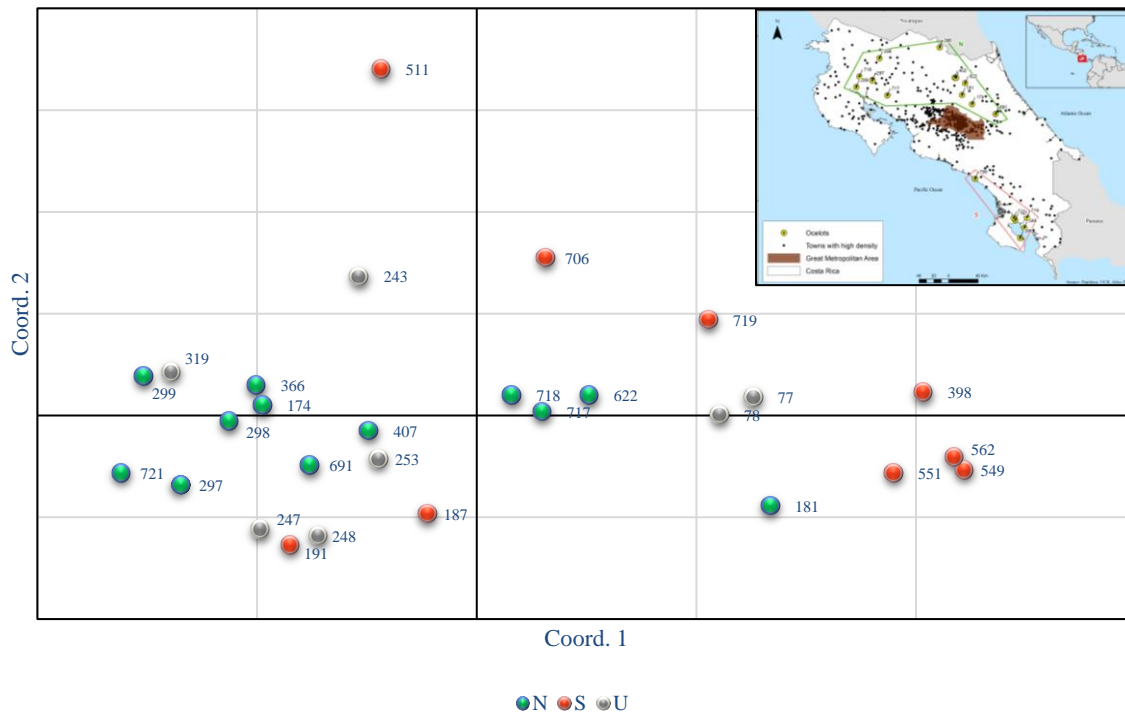 511
706
243
719
319
299
366
174
298
718
717
622
77
78
398
407
253
691
721
297
562
549
551
181
187
247
248
191
Coord. 2
Coord. 1
N S U
N
Nicaragua
N
Atlantic Ocean
Pacific Ocean
S
Panama
Ocelots
Towns with high density
Great Metropolitan Area
Costa Rica